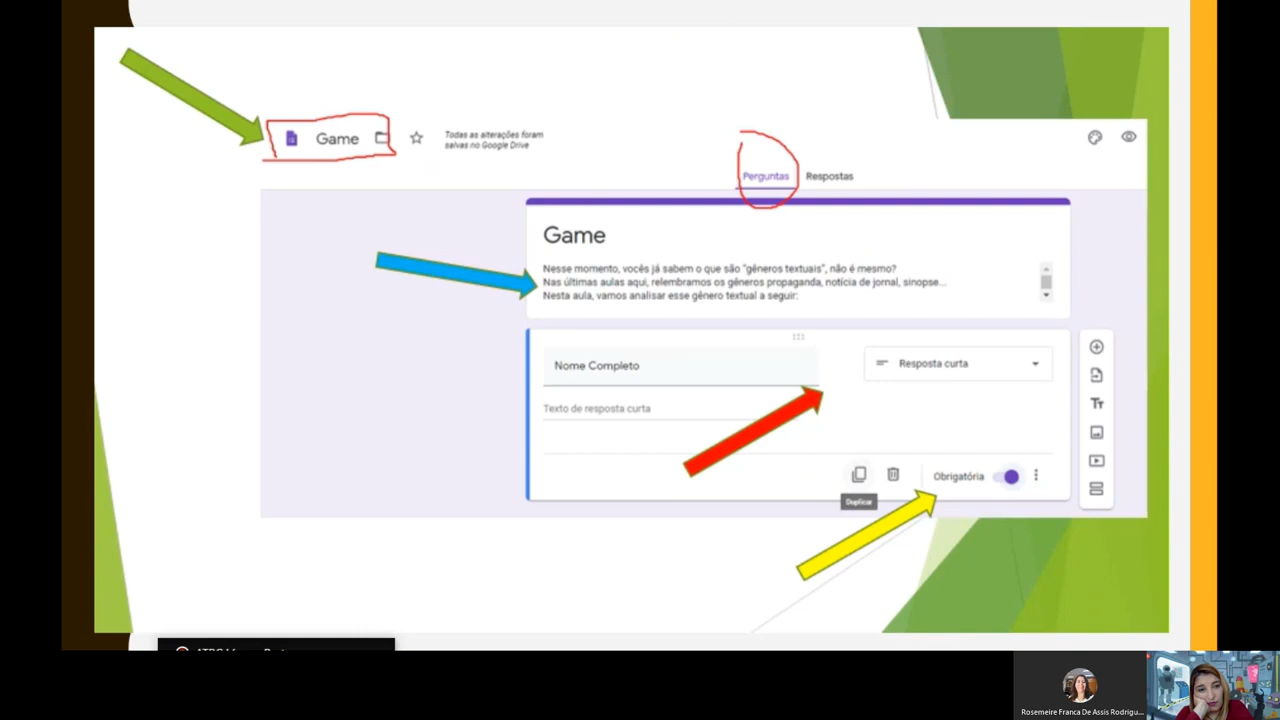 Game
Todas as alterações foram
salvas no Google Drive
Perguntas Respostas
Game
Nesse momento, vocês já sabem o que são "gêneros textuais", não é mesmo?
Nas últimas aulas aqui, relembramos os gêneros propaganda, notícia de jornal, sinopse...
Nesta aula, vamos analisar esse gênero textual a seguir:
Nome Completo
Resposta curta
Texto de resposta curta
Obrigatória
Duplicar
Rosemeire Franca De Assis Rodrigu...